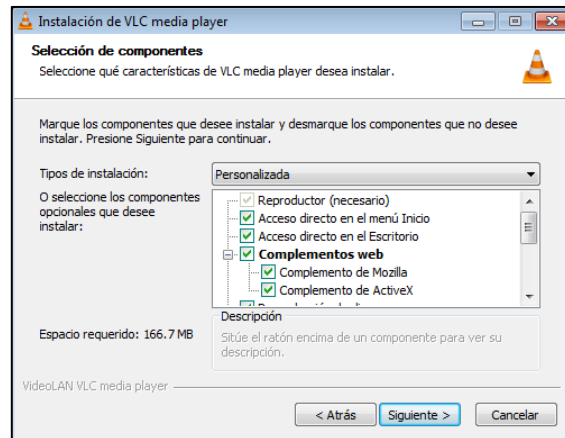 Instalación de VLC media player
Selección de componentes
Seleccione qué características de VLC media player desea instalar.
Marque los componentes que desee instalar y desmarque los componentes que no desee
instalar. Presione Siguiente para continuar.
Tipos de instalación:
Personalizada
O seleccione los componentes
opcionales que desee
instalar:
Reproductor (necesario)
Acceso directo en el menú Inicio
Acceso directo en el Escritorio
Complementos web
Complemento de Mozilla
Complemento de ActiveX
Espacio requerido: 166.7 MB
Descripción
Sitúe el ratón encima de un componente para ver su
descripción.
VideoLAN VLC media player
< Atrás
Siguiente >
Cancelar